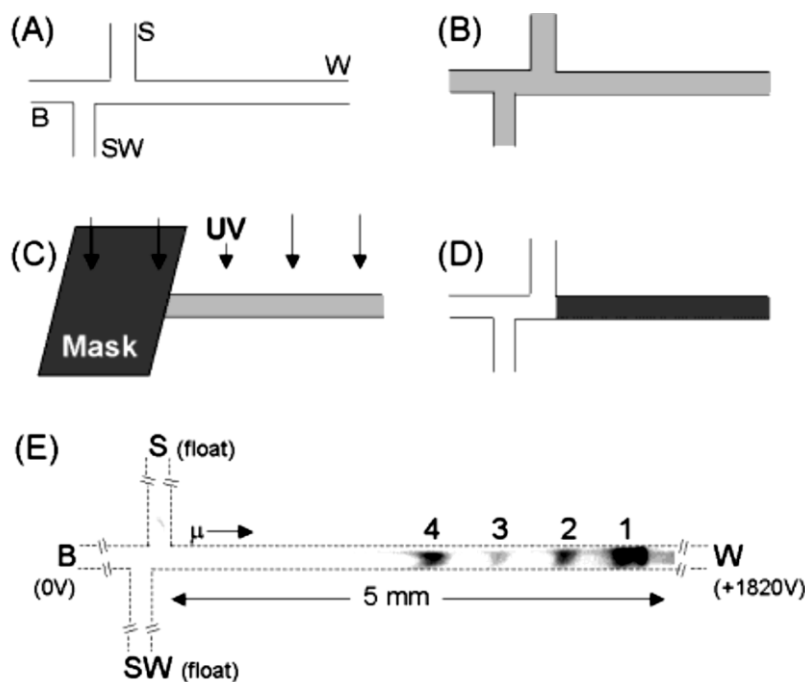 (A)
S
W
B
SW
(B)
(C)
UV
Mask
(D)
(E)
S (float)
μ
4 3 2 1
B
W
(0V)
(+1820V)
5 mm
SW (float)